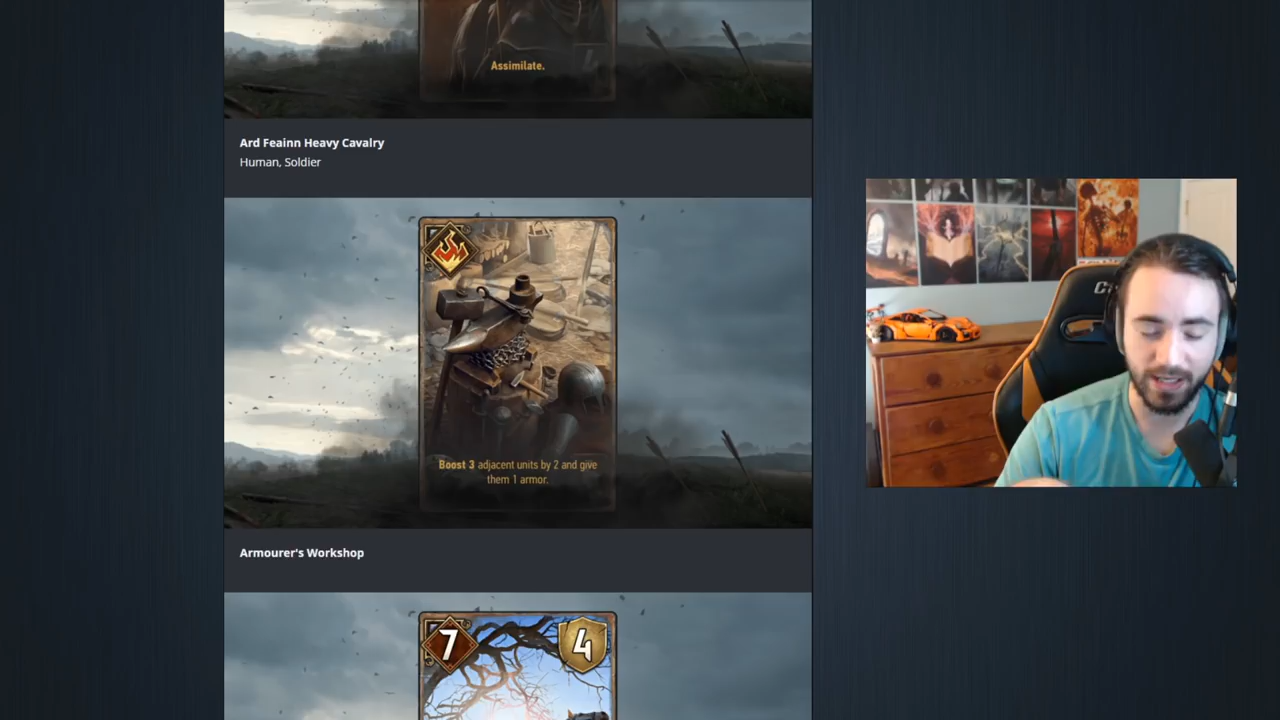 Assimilate.
Ard Feainn Heavy Cavalry
Human, Soldier
Boost 3 adjacent units by 2 and give
them 1 armor.
Armourer's Workshop
7
4